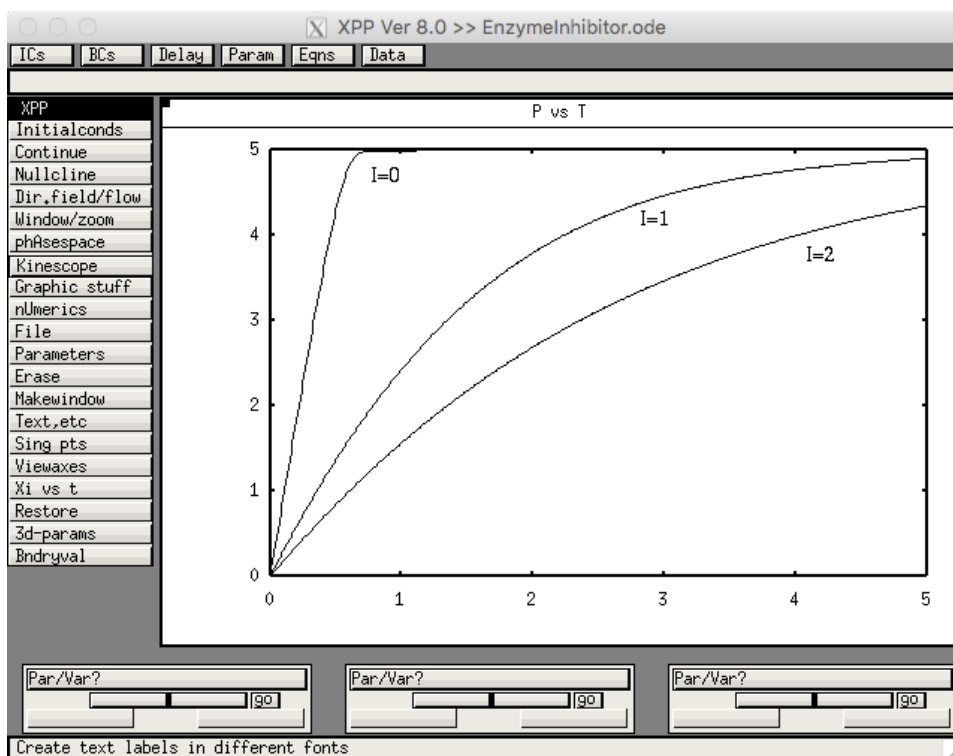 XPP Ver 8.0 >> EnzymeInhibitor.ode
ICs BCs Delay Param Eqns Data
XPP
Initialconds
Continue
Nullcline
Dir.field/flow
Window/zoom
phAsespace
Kinescope
Graphic stuff
nUmerics
File
Parameters
Erase
Makewindow
Text,etc
Sing pts
Viewaxes
Xi vs t
Restore
3d-params
Bndryval
P vs T
5
4
3
2
1
0
I=0
I=1
I=2
0 1 2 3 4 5
Par/Var? Par/Var? Par/Var?
go go go
Create text labels in different fonts